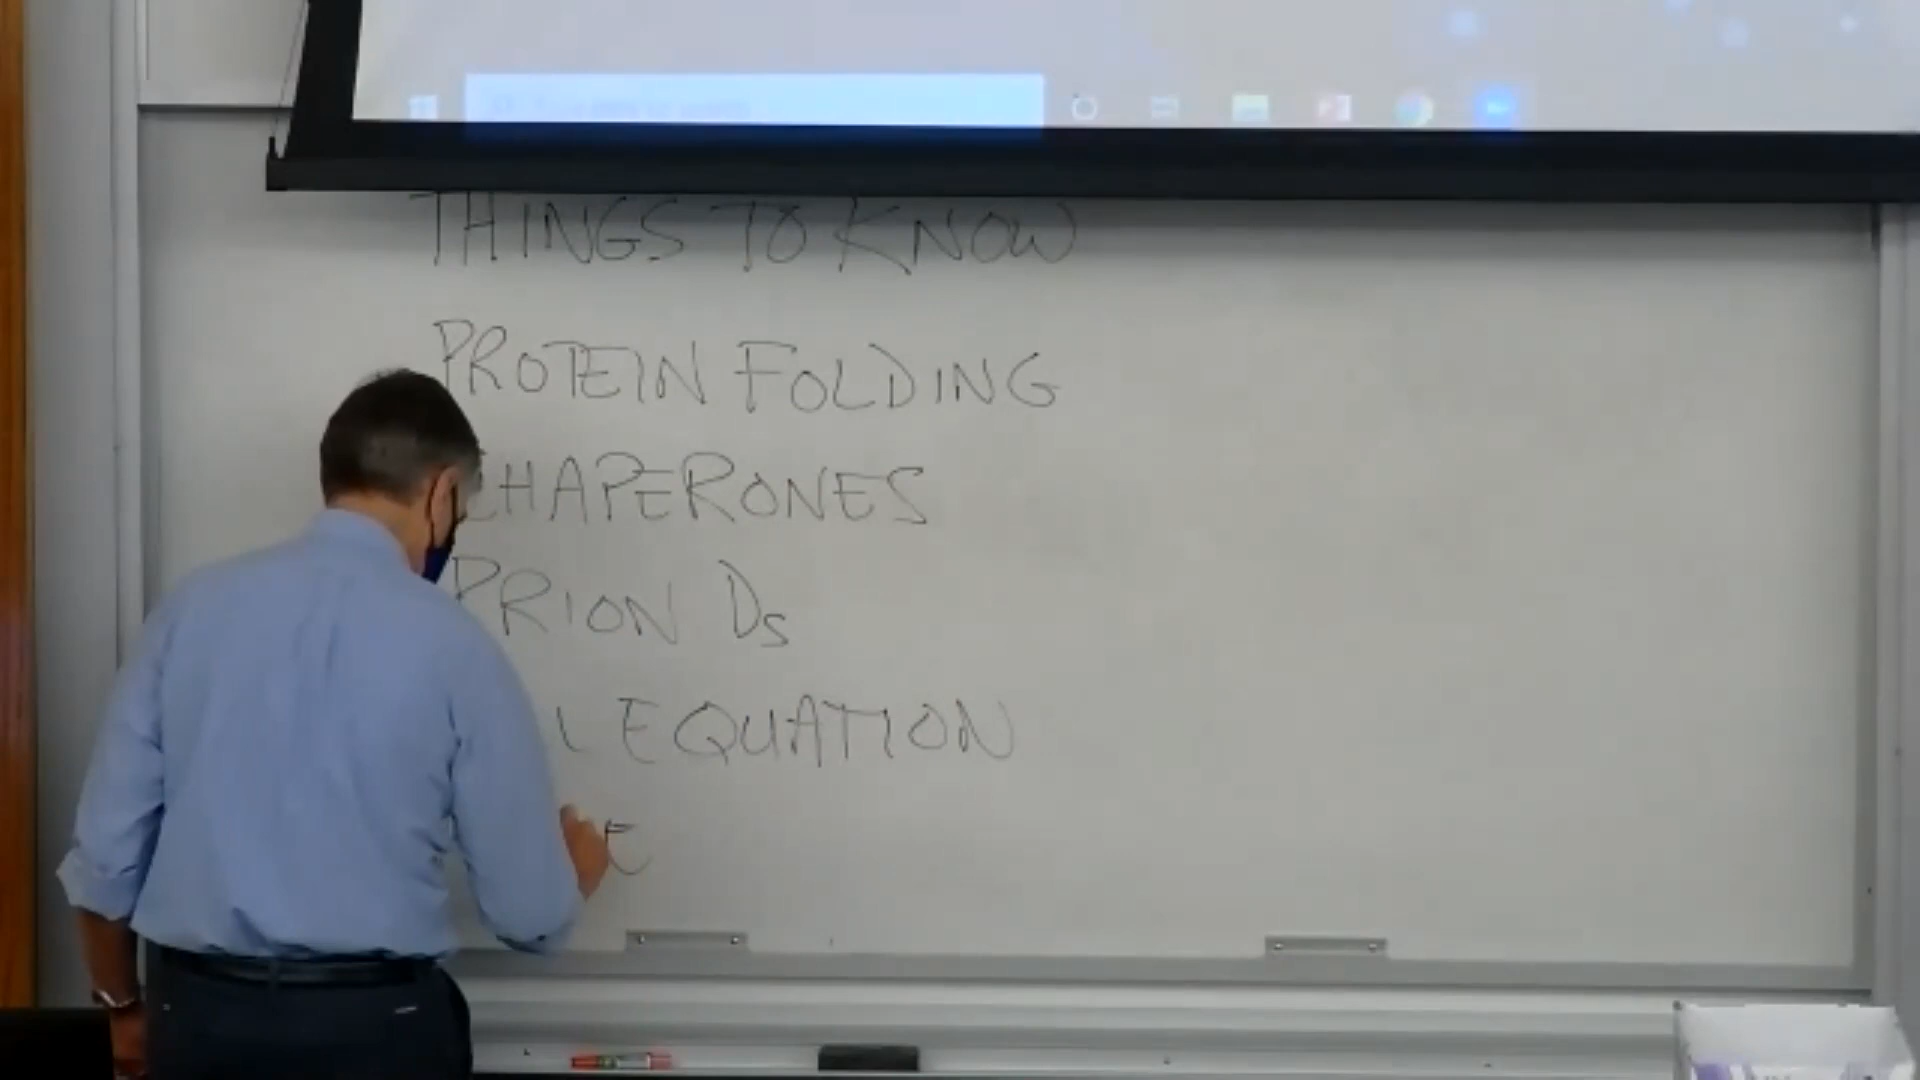 THINGS TO KNOW
PROTEIN FOLDING
CHAPERONES
PRION Ds
EQUATION